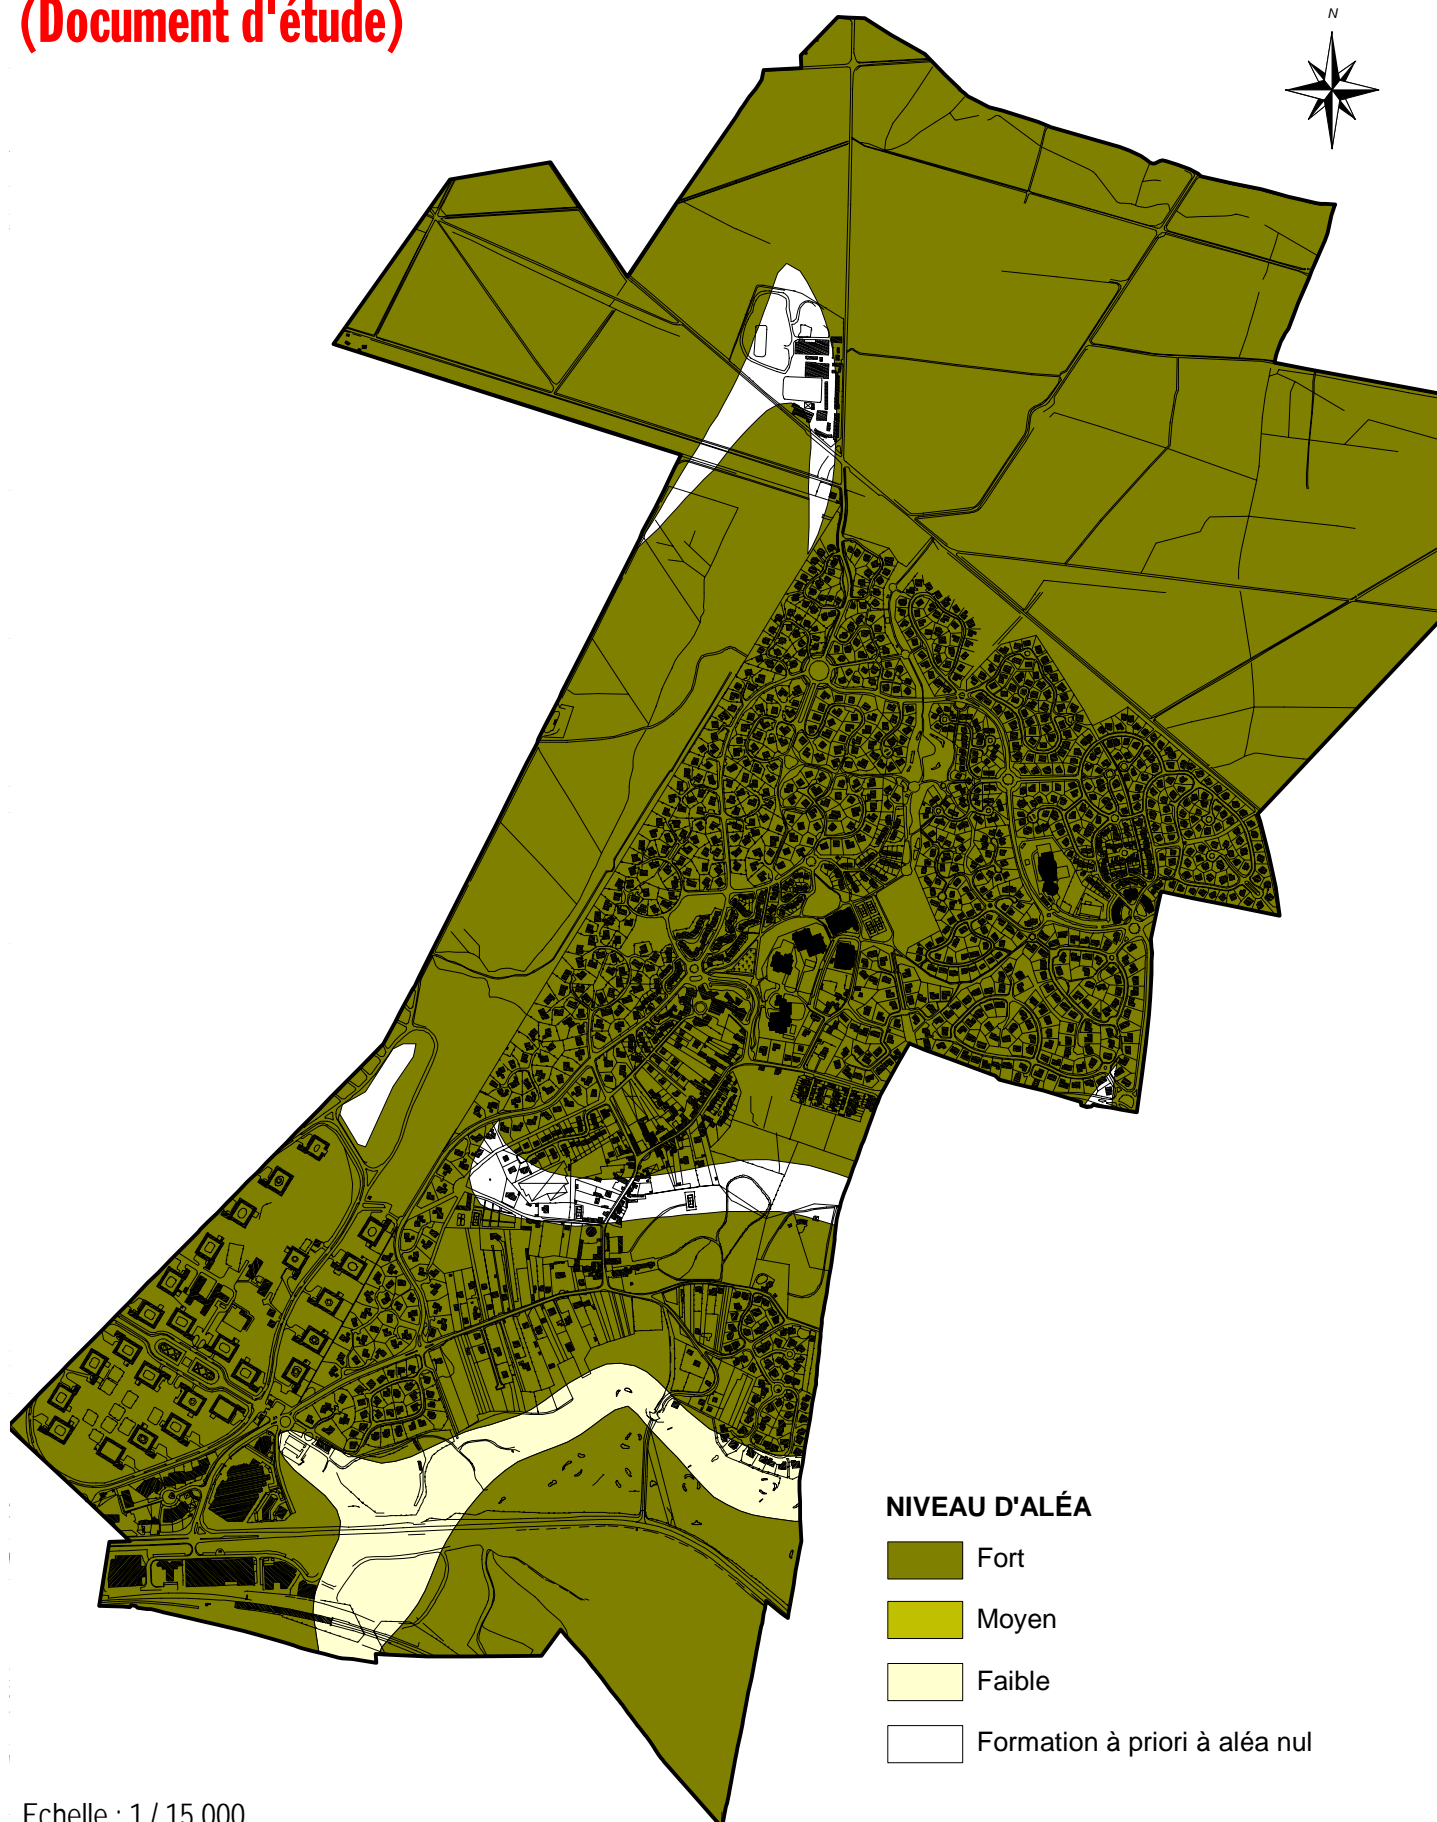 (Document d'étude)
N
NIVEAU D'ALÉA
Fort
Moyen
Faible
Formation à priori à aléa nul
Echelle : 1 / 15 000